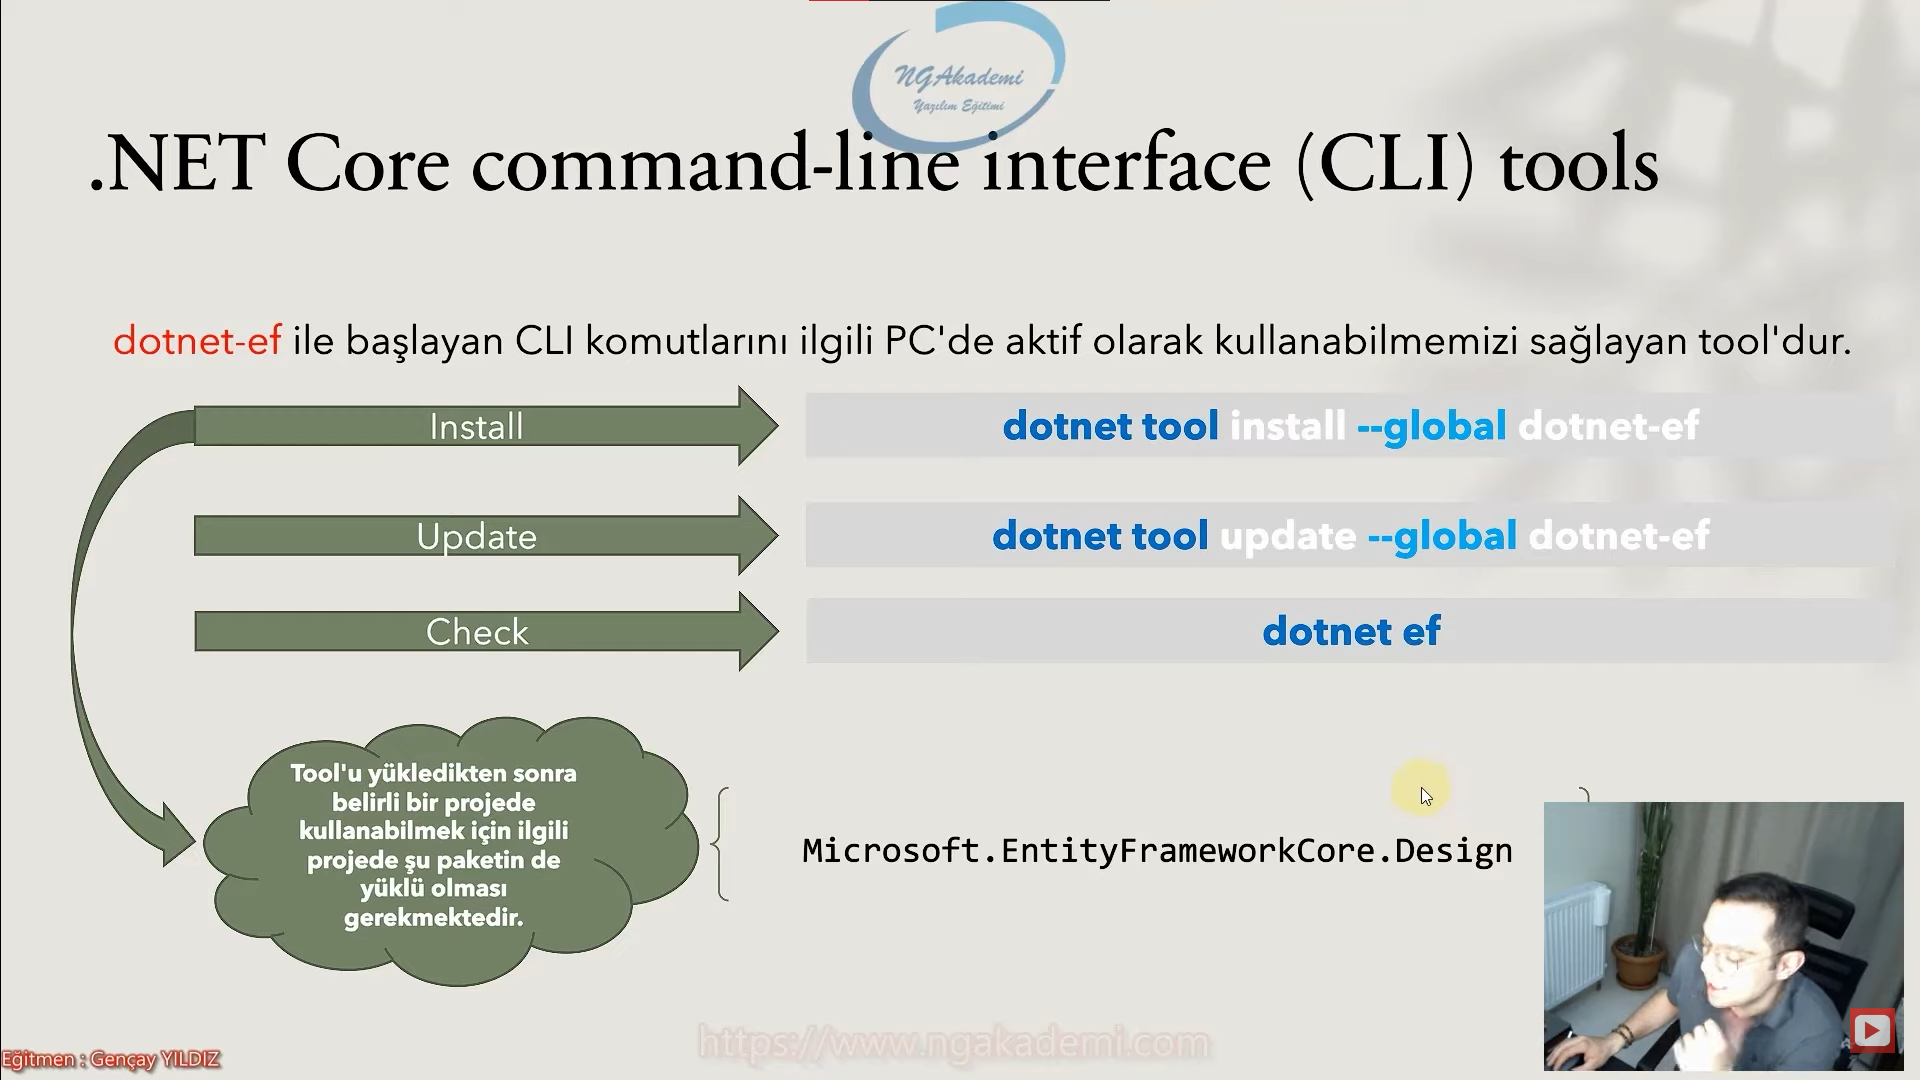 NGAkademi
Yazılım Eğitimi
.NET Core command-line interface (CLI) tools
dotnet-ef ile başlayan CLI komutlarını ilgili PC'de aktif olarak kullanabilmemizi sağlayan tool'dur.
Install
dotnet tool install --global dotnet-ef
Update
dotnet tool update --global dotnet-ef
Check
dotnet ef
Tool'u yükledikten sonra
belirli bir projede
kullanabilmek için ilgili
projede şu paketin de
yüklü olması
gerekmektedir.
Microsoft.EntityFrameworkCore.Design
https://www.ngakademi.com
Eğitmen : Gençay YILDIZ